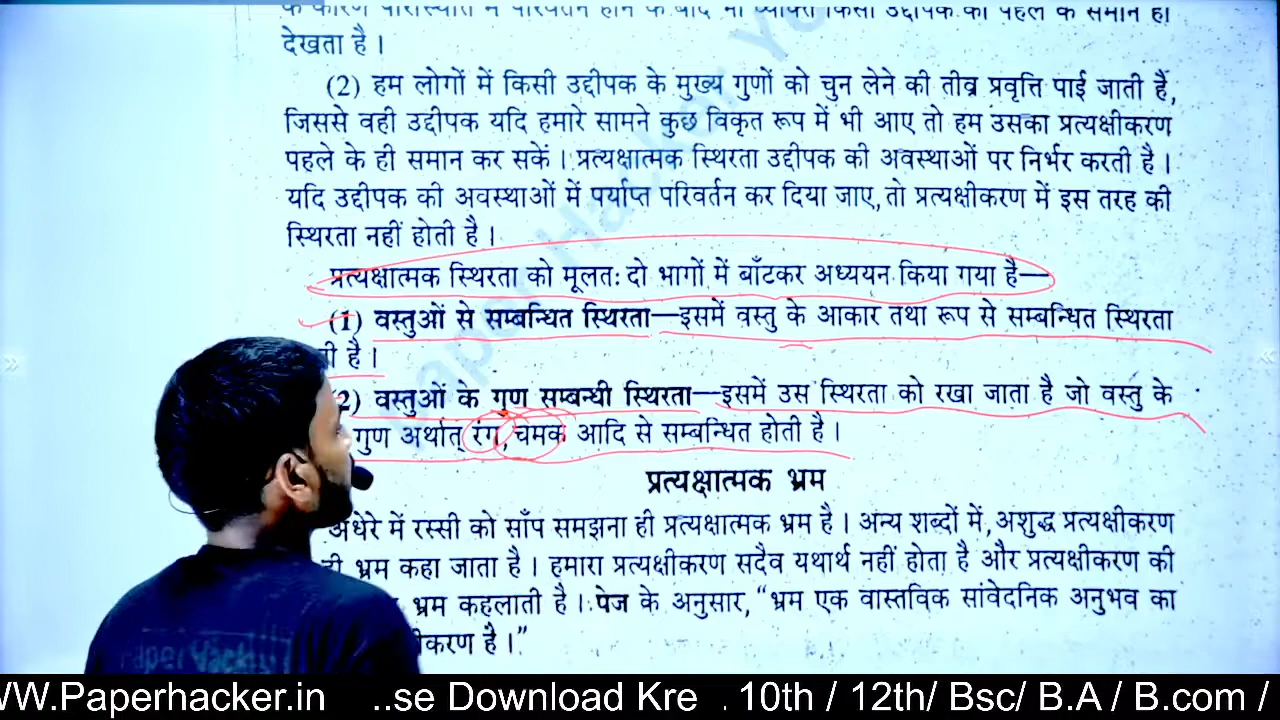 देखता है।
(2) हम लोगों में किसी उद्दीपक के मुख्य गुणों को चुन लेने की तीव्र प्रवृत्ति पाई जाती है,
जिससे वही उद्दीपक यदि हमारे सामने कुछ विकृत रूप में भी आए तो हम उसका प्रत्यक्षीकरण
पहले के ही समान कर सकें। प्रत्यक्षात्मक स्थिरता उद्दीपक की अवस्थाओं पर निर्भर करती है।
यदि उद्दीपक की अवस्थाओं में पर्याप्त परिवर्तन कर दिया जाए, तो प्रत्यक्षीकरण में इस तरह की
स्थिरता नहीं होती है।
प्रत्यक्षात्मक स्थिरता को मूलतः दो भागों में बाँटकर अध्ययन किया गया है—
(1) वस्तुओं से सम्बन्धित स्थिरता—इसमें वस्तु के आकार तथा रूप से सम्बन्धित स्थिरता
है।
2) वस्तुओं के गुण सम्बन्धी स्थिरता—इसमें उस स्थिरता को रखा जाता है जो वस्तु के
गुण अर्थात् रंग, चमक आदि से सम्बन्धित होती है।
प्रत्यक्षात्मक भ्रम
अंधेरे में रस्सी को साँप समझना ही प्रत्यक्षात्मक भ्रम है। अन्य शब्दों में, अशुद्ध प्रत्यक्षीकरण
ही भ्रम कहा जाता है। हमारा प्रत्यक्षीकरण सदैव यथार्थ नहीं होता है और प्रत्यक्षीकरण की
भ्रम कहलाती है। पेज के अनुसार, “भ्रम एक वास्तविक सांवेदनिक अनुभव का
है।”
WW.Paperhacker.in ..se Download Kre . 10th / 12th/ Bsc/ B.A / B.com /